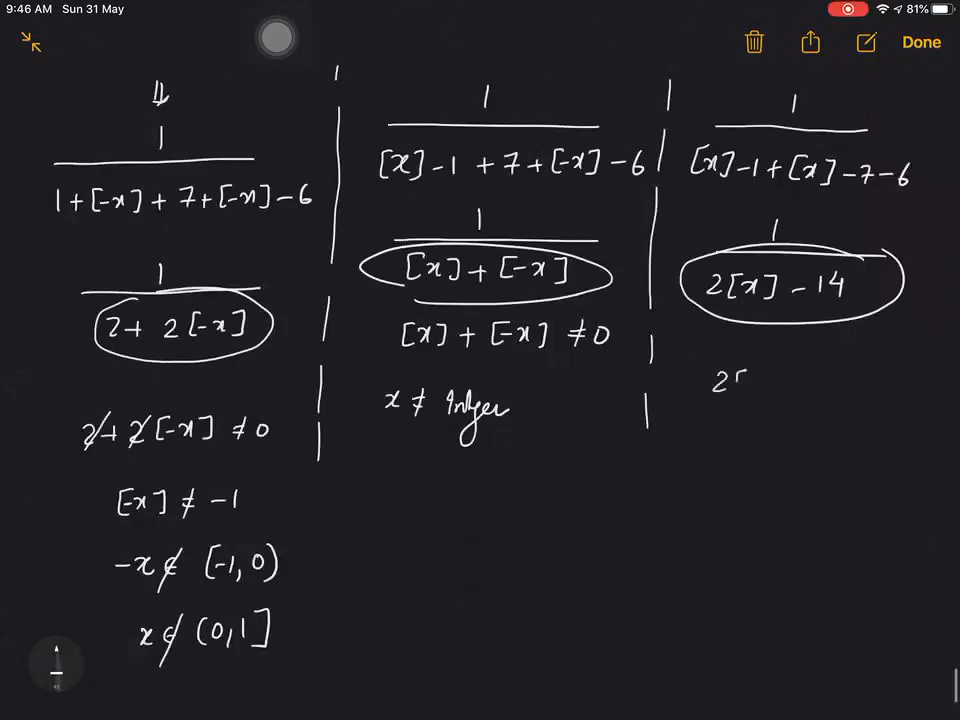 9:46 AM Sun 31 May
81%
Done
⇓
1
1+[-x]+7+[-x]-6
1
2+ 2[-x]
2+ 2[-x] ≠0
[-x] ≠ -1
-x∉ [-1,0)
x∉ (0,1]
1
[x]-1+7+[-x]-6
1
[x]+[-x]
[x]+[-x] ≠0
x ≠ Integer
1
[x]-1+[x]-7-6
1
2[x]-14
2[